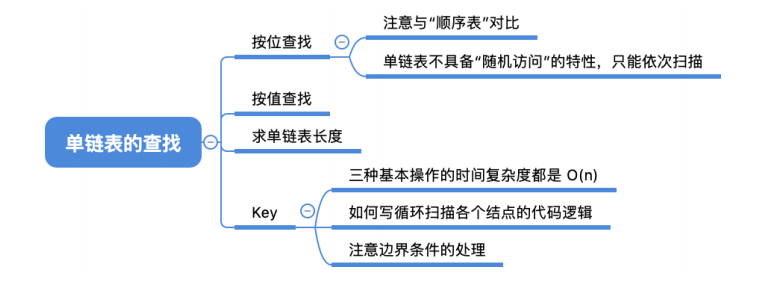 单链表的查找
按位查找
注意与“顺序表”对比
单链表不具备“随机访问”的特性，只能依次扫描
按值查找
求单链表长度
Key
三种基本操作的时间复杂度都是 O(n)
如何写循环扫描各个结点的代码逻辑
注意边界条件的处理